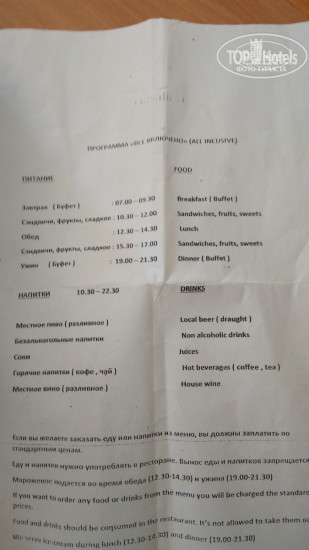 TOP Hotels
ФОТО ТУРИСТА
ПРОГРАММА «ВСЕ ВКЛЮЧЕНО» (ALL INCUSIVE)
ПИТАНИЕ FOOD
Завтрак ( Буфет ) : 07.00 – 09.30 Breakfast ( Buffet )
Сэндвичи, фрукты, сладкое : 10.30 – 12.00 Sandwiches, fruits, sweets
Обед : 12.30 – 14.30 Lunch
Сэндвичи, фрукты, сладкое : 15.30 – 17.00 Sandwiches, fruits, sweets
Ужин ( Буфет ) : 19.00 – 21.30 Dinner ( Buffet )
НАПИТКИ 10.30 – 22.30 DRINKS
Местное пиво ( разливное ) Local beer ( draught )
Безалкогольные напитки Non alcoholic drinks
Соки Juices
Горячие напитки ( кофе , чай ) Hot beverages ( coffee , tea )
Местное вино ( разливное ) House wine
Если вы желаете заказать еду или напитки из меню, вы должны заплатить по
стандартным ценам.
Еду и напитки нужно употреблять в ресторане. Вынос еды и напитков запрещается
Мороженое подается во время обеда (12.30-14.30) и ужина (19.00-21.30)
If you want to order any food or drinks from the menu you will be charged the standard
prices.
Food and drinks should be consumed in the restaurant. It's not allowed to take them ou
We serve ice-cream during lunch (12.30-14.30) and dinner (19.00-21.30)